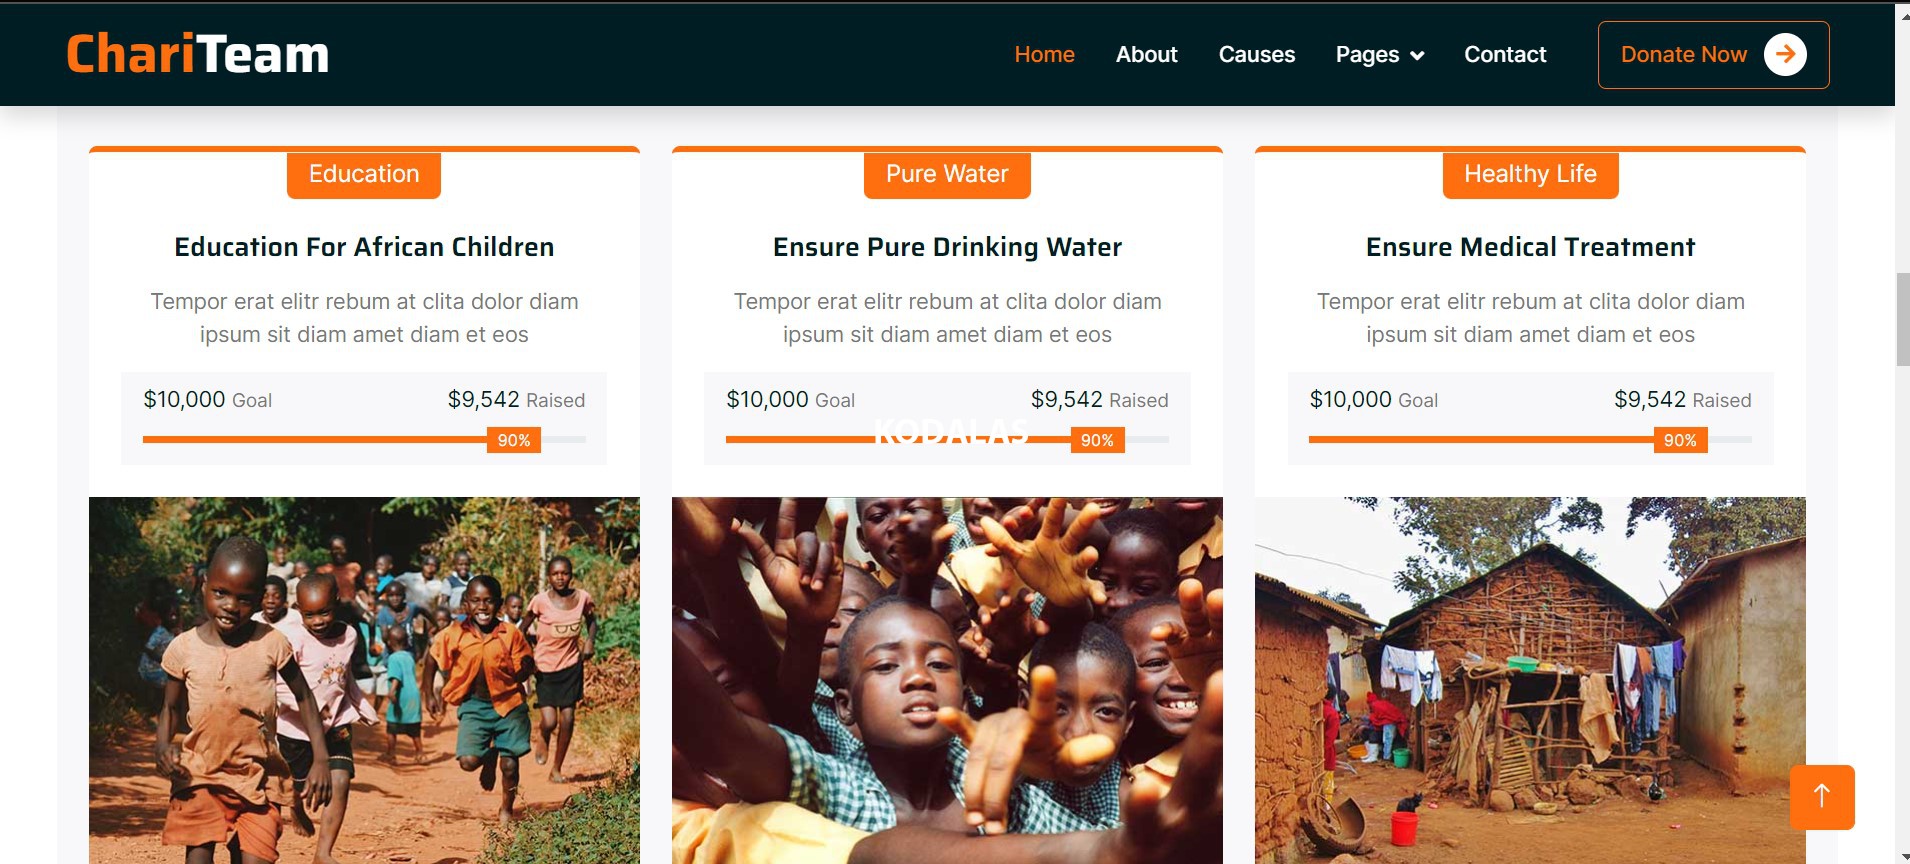 ChariTeam
Home About Causes Pages Contact Donate Now
Education
Education For African Children
Tempor erat elitr rebum at clita dolor diam
ipsum sit diam amet diam et eos
$10,000 Goal $9,542 Raised
90%
Pure Water
Ensure Pure Drinking Water
Tempor erat elitr rebum at clita dolor diam
ipsum sit diam amet diam et eos
$10,000 Goal $9,542 Raised
KODALAS
90%
Healthy Life
Ensure Medical Treatment
Tempor erat elitr rebum at clita dolor diam
ipsum sit diam amet diam et eos
$10,000 Goal $9,542 Raised
90%